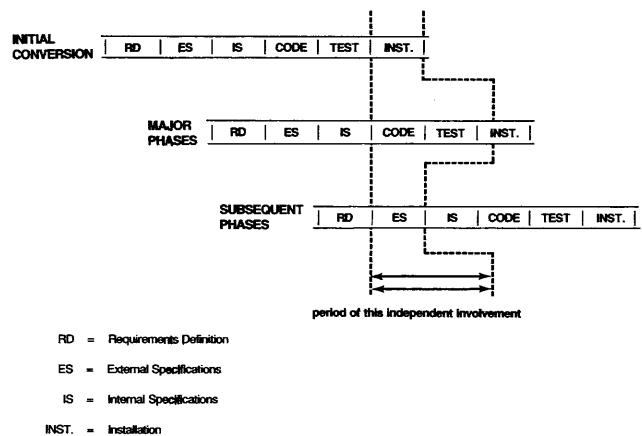 INITIAL
CONVERSION RD ES IS CODE TEST INST.
MAJOR
PHASES RD ES IS CODE TEST INST.
SUBSEQUENT
PHASES RD ES IS CODE TEST INST.
period of this independent involvement
RD = Requirements Definition
ES = External Specifications
IS = Internal Specifications
INST. = Installation